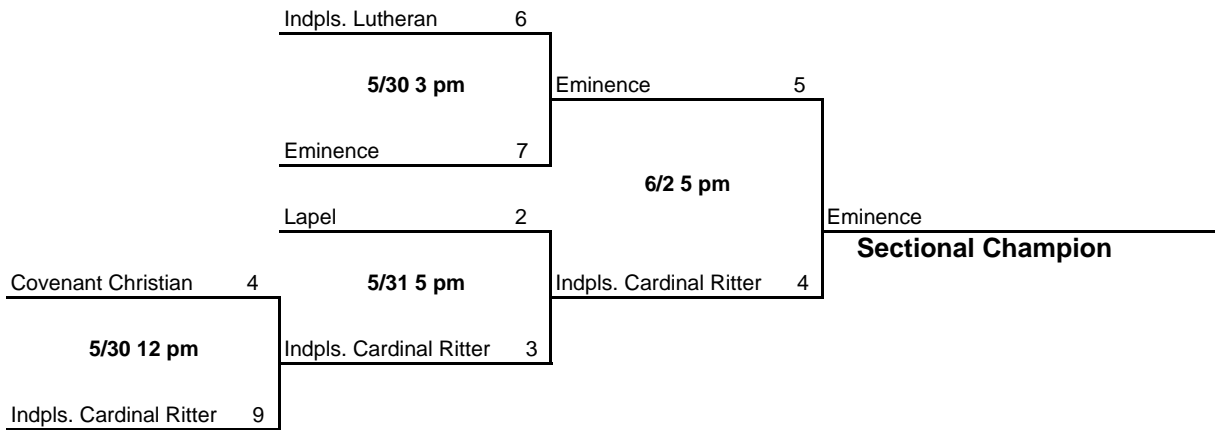 Indpls. Lutheran 6
5/30 3 pm
Eminence 5
Eminence 7
6/2 5 pm
Lapel 2
Eminence
Sectional Champion
Covenant Christian 4
5/31 5 pm
Indpls. Cardinal Ritter 4
5/30 12 pm
Indpls. Cardinal Ritter 3
Indpls. Cardinal Ritter 9